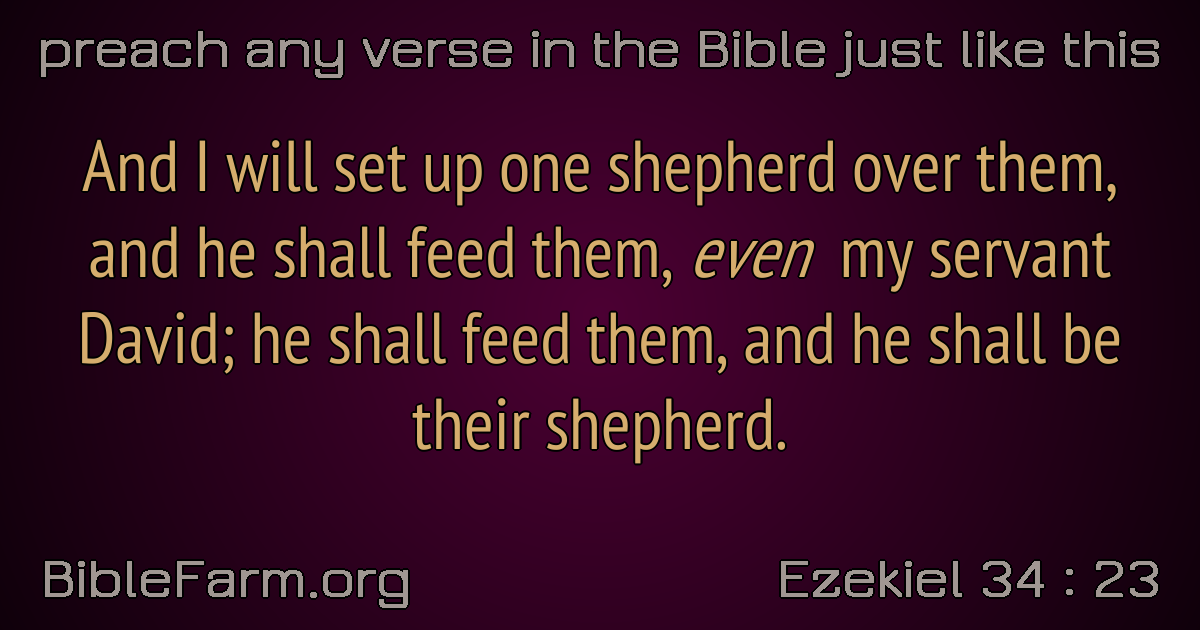 preach any verse in the Bible just like this
And I will set up one shepherd over them,
and he shall feed them, even my servant
David; he shall feed them, and he shall be
their shepherd.
BibleFarm.org
Ezekiel 34 : 23